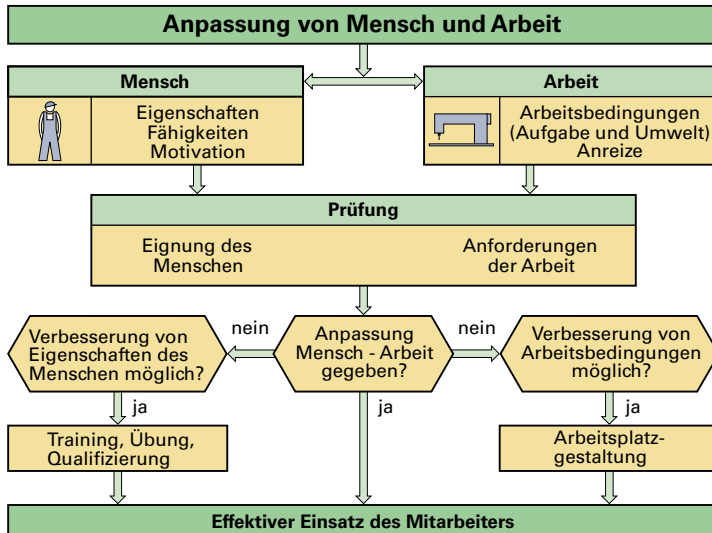 Anpassung von Mensch und Arbeit
Mensch
Eigenschaften
Fähigkeiten
Motivation
Arbeit
Arbeitsbedingungen
(Aufgabe und Umwelt)
Anreize
Prüfung
Eignung des
Menschen
Anforderungen
der Arbeit
Verbesserung von
Eigenschaften des
Menschen möglich?
nein
Anpassung
Mensch - Arbeit
gegeben?
nein
Verbesserung von
Arbeitsbedingungen
möglich?
ja
ja
ja
Training, Übung,
Qualifizierung
Arbeitsplatz-
gestaltung
Effektiver Einsatz des Mitarbeiters